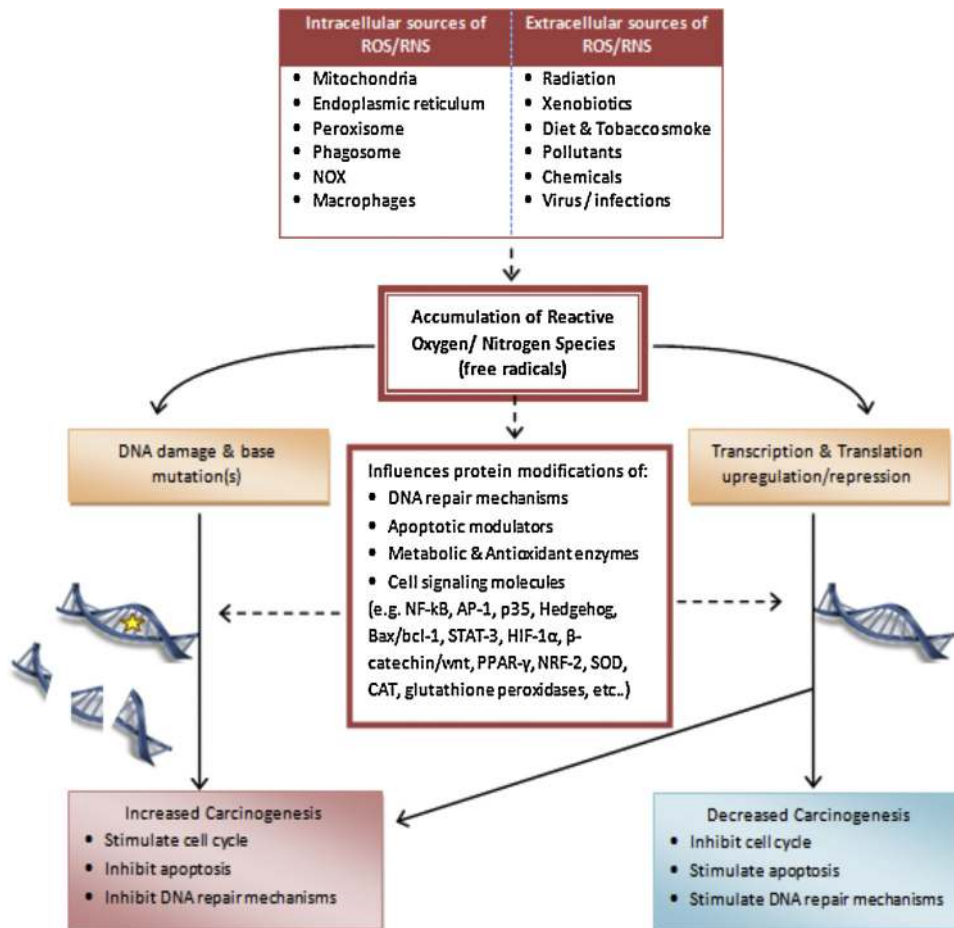 Intracellular sources of
ROS/RNS
• Mitochondria
• Endoplasmic reticulum
• Peroxisome
• Phagosome
• NOX
• Macrophages
Extracellular sources of
ROS/RNS
• Radiation
• Xenobiotics
• Diet & Tobacco smoke
• Pollutants
• Chemicals
• Virus / infections
Accumulation of Reactive
Oxygen/ Nitrogen Species
(free radicals)
DNA damage & base
mutation(s)
Influences protein modifications of:
• DNA repair mechanisms
• Apoptotic modulators
• Metabolic & Antioxidant enzymes
• Cell signaling molecules
(e.g. NF-kB, AP-1, p35, Hedgehog,
Bax/bcl-1, STAT-3, HIF-1α, β-
catechin/wnt, PPAR-γ, NRF-2, SOD,
CAT, glutathione peroxidases, etc..)
Transcription & Translation
upregulation/repression
Increased Carcinogenesis
• Stimulate cell cycle
• Inhibit apoptosis
• Inhibit DNA repair mechanisms
Decreased Carcinogenesis
• Inhibit cell cycle
• Stimulate apoptosis
• Stimulate DNA repair mechanisms